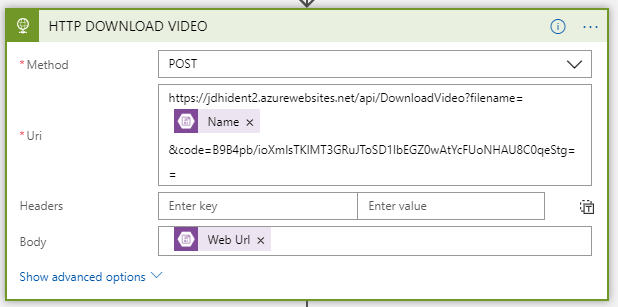 HTTP DOWNLOAD VIDEO
* Method
POST
https://jdhident2.azurewebsites.net/api/DownloadVideo?filename=
Name ×
* Uri
&code=B9B4pb/ioXmIsTKIMT3GRuJToSD1IbEGZ0wAtYcFUoNHAU8C0qeStg=
=
Headers
Enter key
Enter value
Body
Web Url ×
Show advanced options